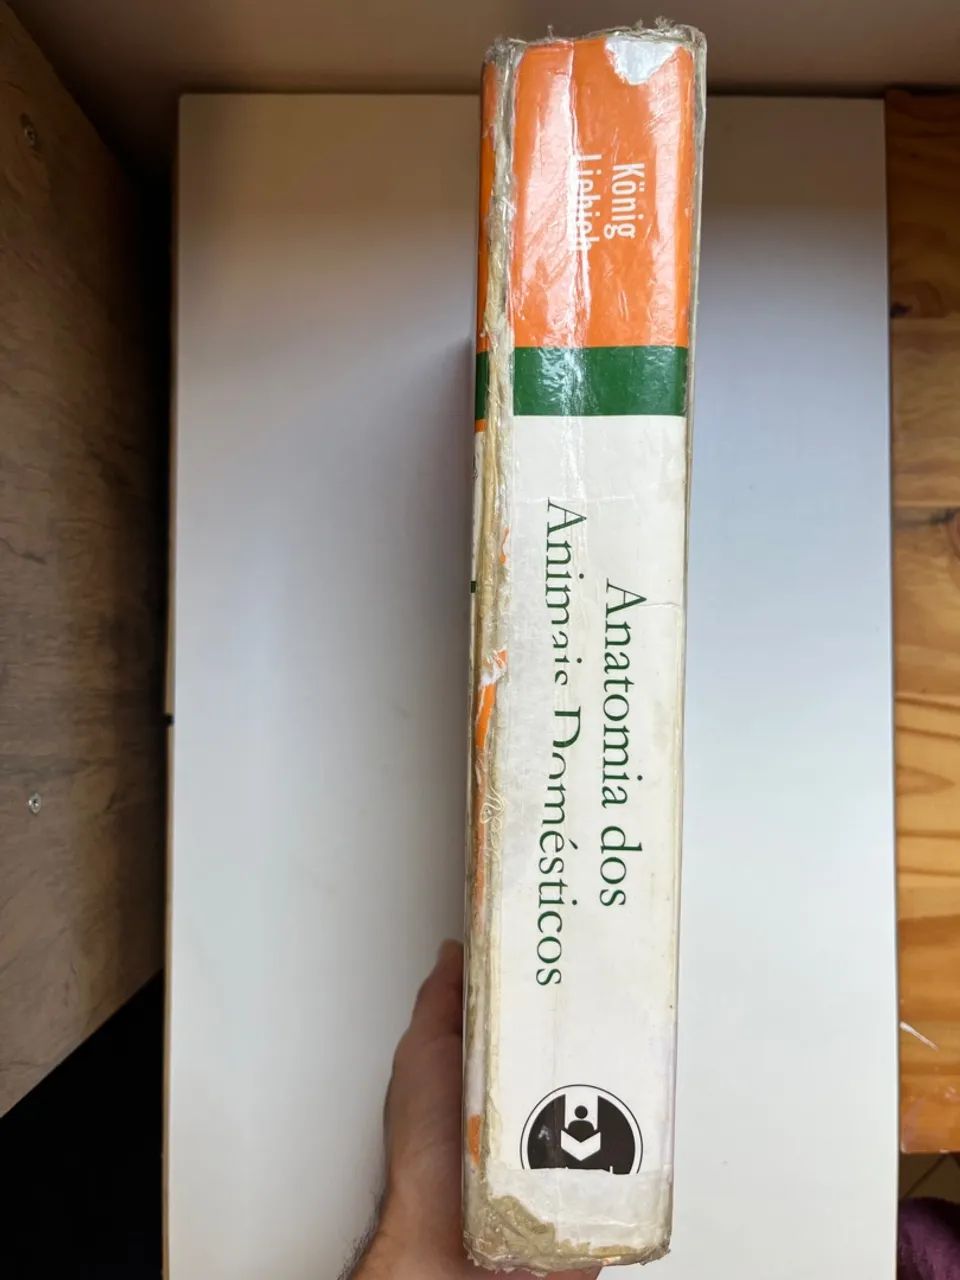 König
Liebich
Anatomia dos
Animais Domésticos